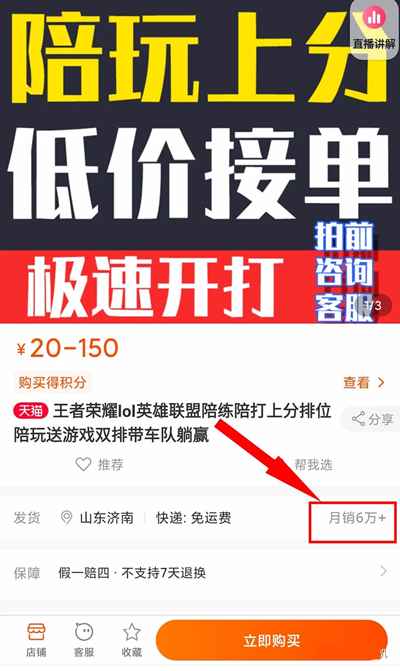 陪玩上分
直播讲解
低价接单
极速开打
拍前
咨询
客服
1/3
¥20-150
购买得积分
查看 >
天猫 王者荣耀lol英雄联盟陪练陪打上分排位
陪玩送游戏双排带车队躺赢
分享
推荐
帮我选
发货 山东济南 | 快递: 免运费
月销6万+
保障 假一赔四 · 不支持7天退换
店铺
客服
收藏
立即购买